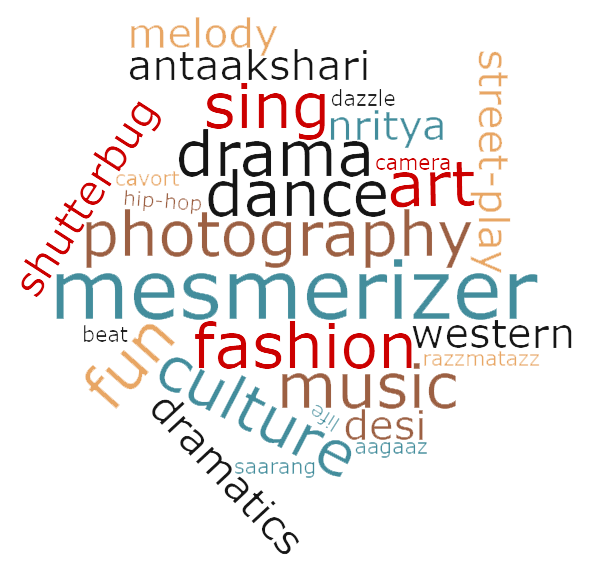 melody
antaakshari
sing
dazzle
nritya
street-play
shutterbug
drama
camera
cavort
dance
art
hip-hop
photography
mesmerizer
beat
fashion
western
razzmatazz
fun
culture
music
life
desi
aagaaz
saarang
dramatics